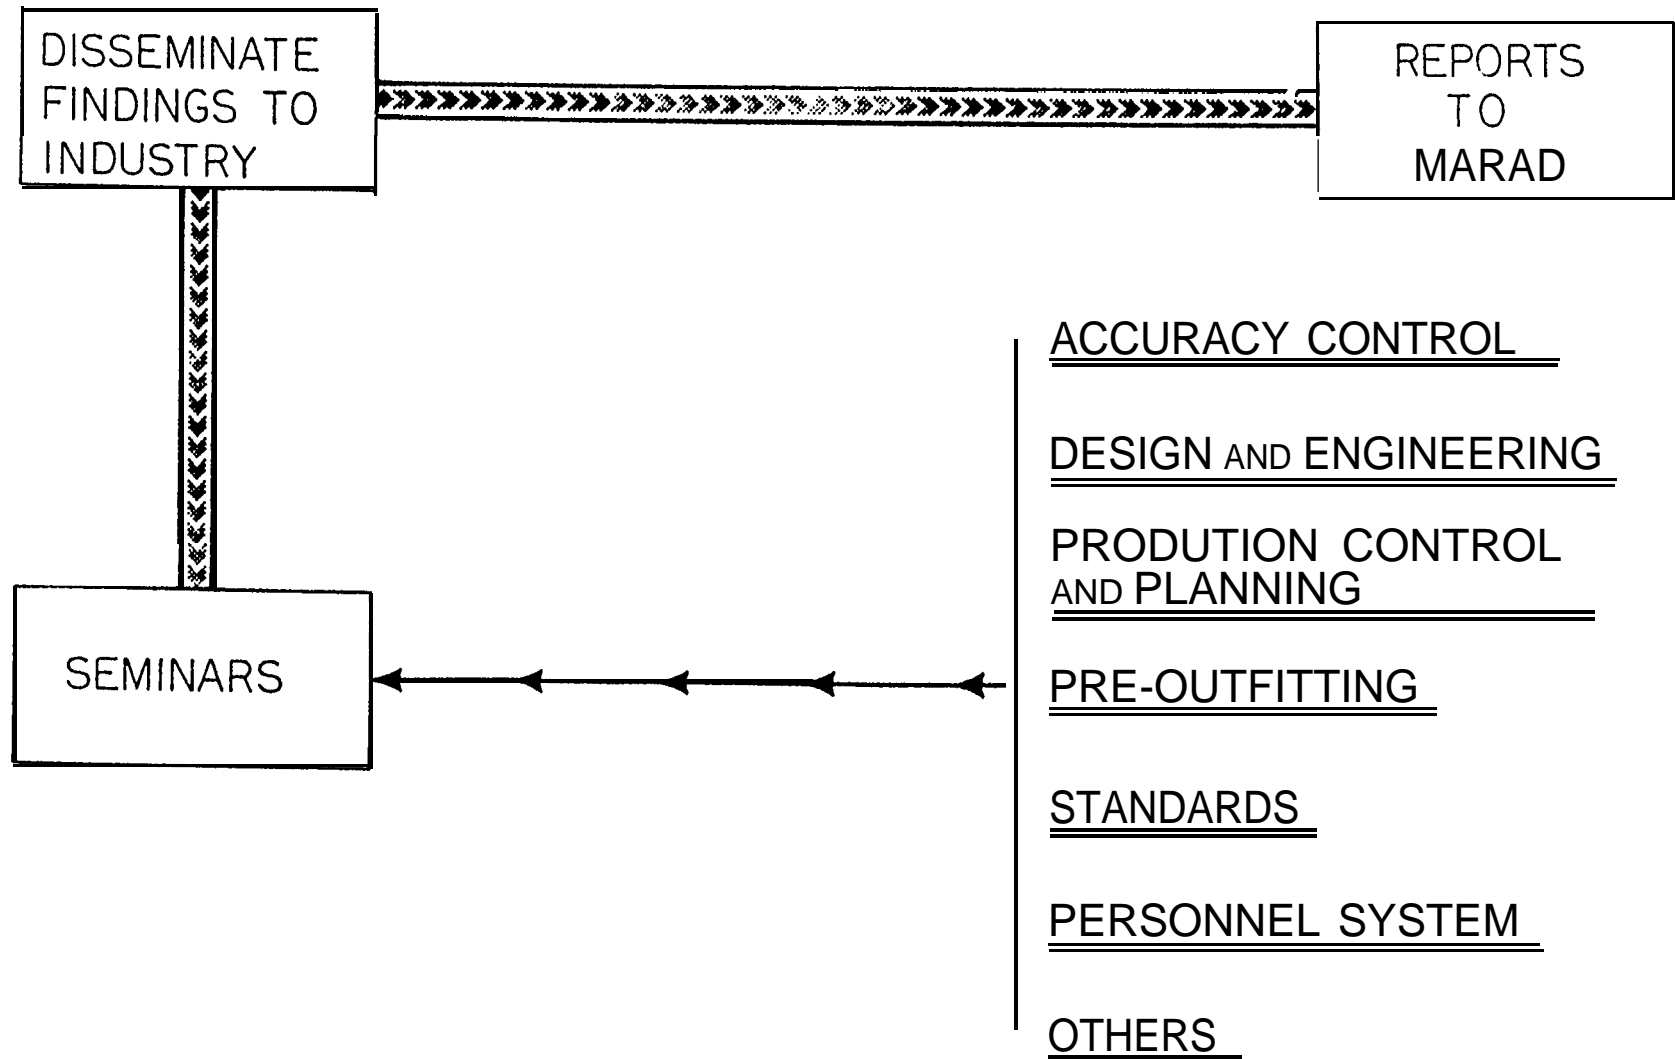 DISSEMINATE
FINDINGS TO
INDUSTRY
REPORTS
TO
MARAD
ACCURACY CONTROL
DESIGN AND ENGINEERING
PRODUTION CONTROL
AND PLANNING
SEMINARS
PRE-OUTFITTING
STANDARDS
PERSONNEL SYSTEM
OTHERS